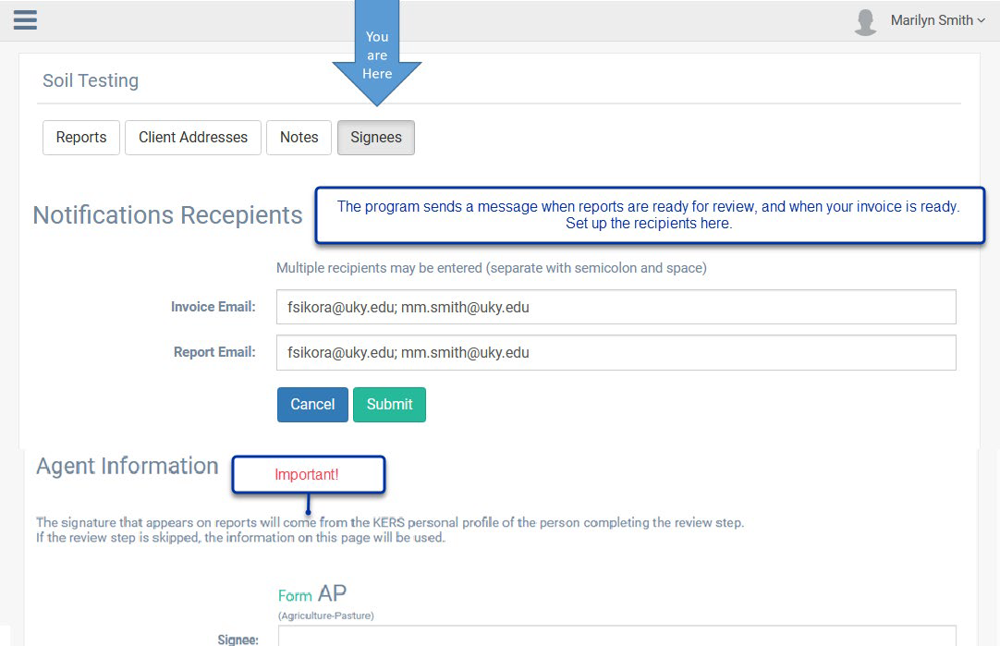 Marilyn Smith
You
are
Here
Soil Testing
Reports
Client Addresses
Notes
Signees
Notifications Recepients
The program sends a message when reports are ready for review, and when your invoice is ready.
Set up the recipients here.
Multiple recipients may be entered (separate with semicolon and space)
Invoice Email:
fsikora@uky.edu; mm.smith@uky.edu
Report Email:
fsikora@uky.edu; mm.smith@uky.edu
Cancel
Submit
Agent Information
Important!
The signature that appears on reports will come from the KERS personal profile of the person completing the review step.
If the review step is skipped, the information on this page will be used.
Form AP
(Agriculture-Pasture)
Signee: